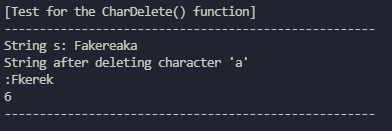 [Test for the CharDelete() function]
-----------------------------------------------------
String s: Fakereaka
String after deleting character 'a'
:Fkerek
6
-----------------------------------------------------